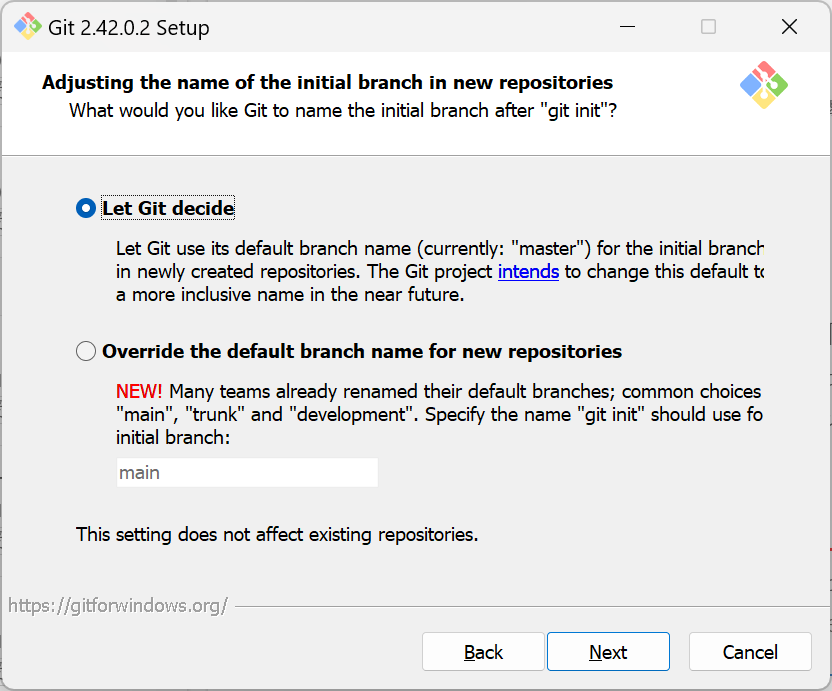 Git 2.42.0.2 Setup
Adjusting the name of the initial branch in new repositories
What would you like Git to name the initial branch after "git init"?
Let Git decide
Let Git use its default branch name (currently: "master") for the initial branch
in newly created repositories. The Git project intends to change this default to
a more inclusive name in the near future.
Override the default branch name for new repositories
NEW! Many teams already renamed their default branches; common choices
"main", "trunk" and "development". Specify the name "git init" should use fo
initial branch:
main
This setting does not affect existing repositories.
https://gitforwindows.org/
Back Next Cancel